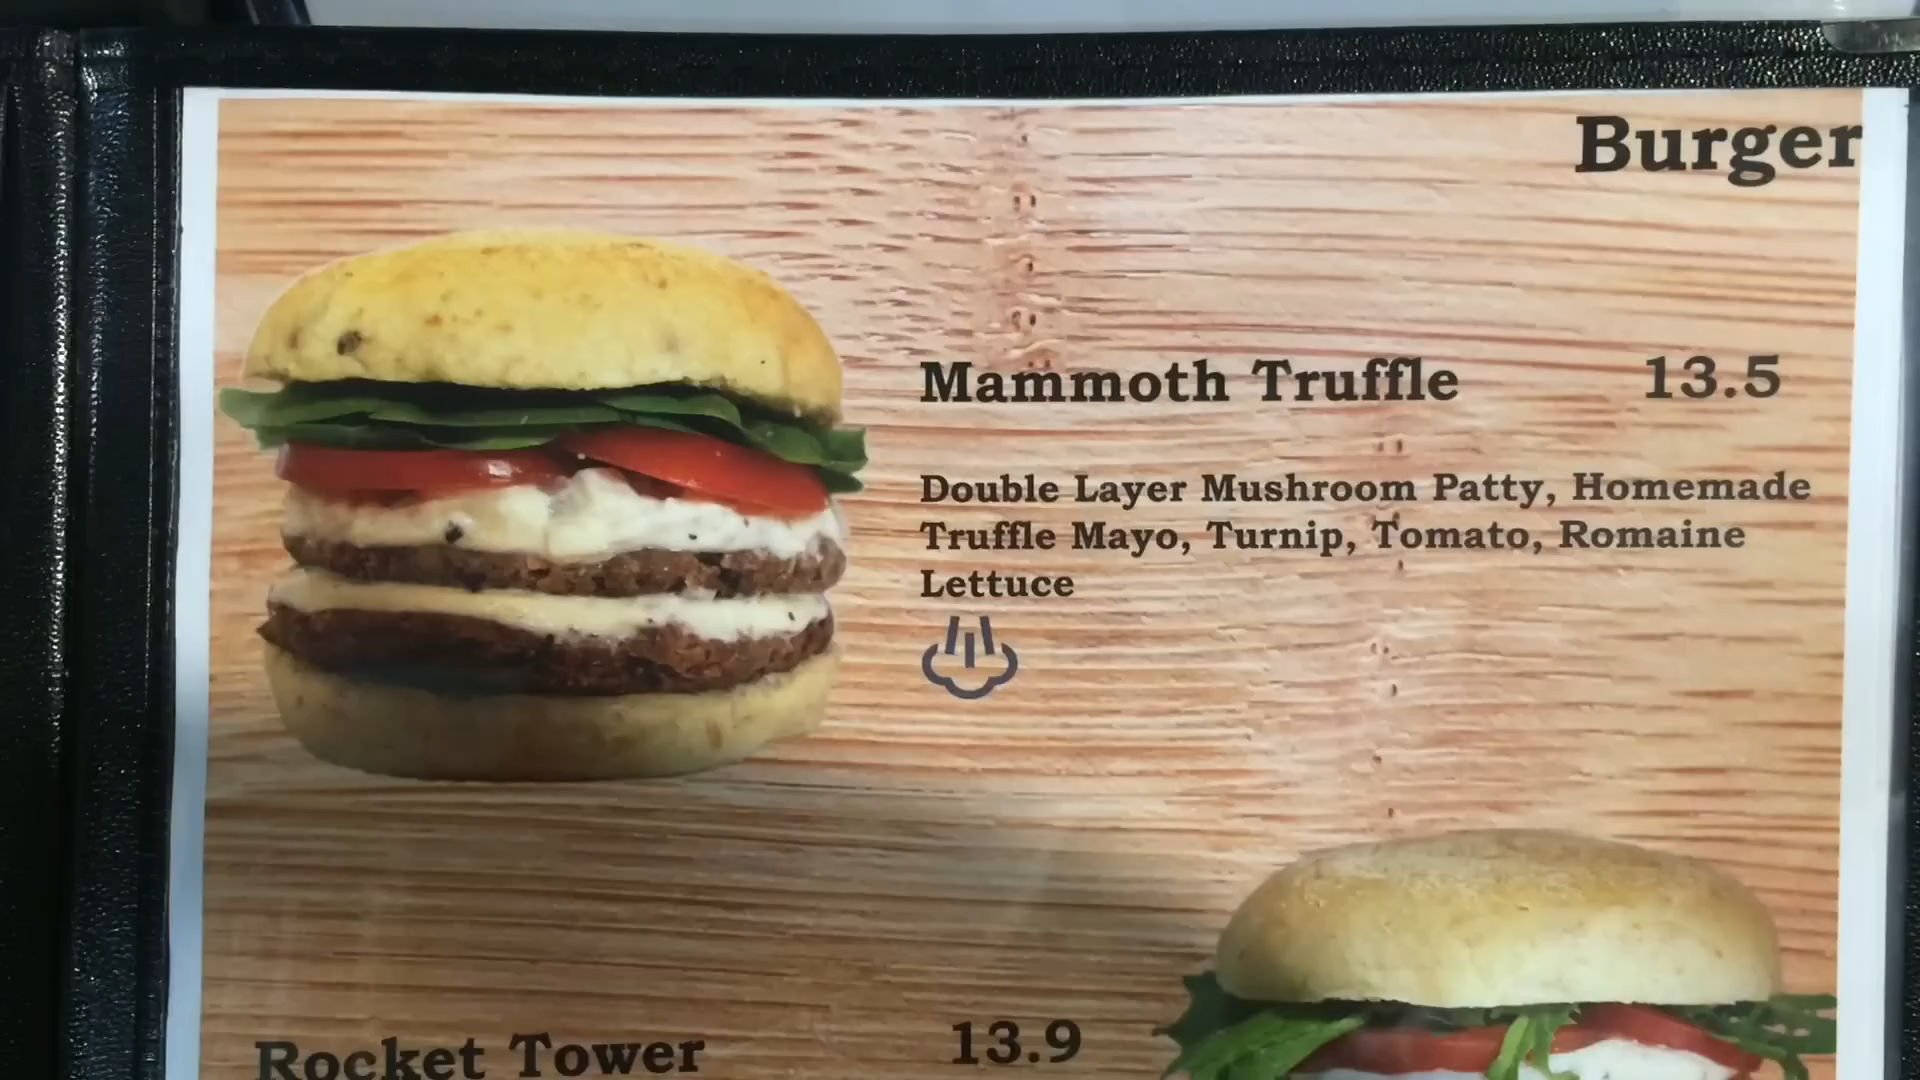 Burger
Mammoth Truffle 13.5
Double Layer Mushroom Patty, Homemade
Truffle Mayo, Turnip, Tomato, Romaine
Lettuce
Rocket Tower 13.9